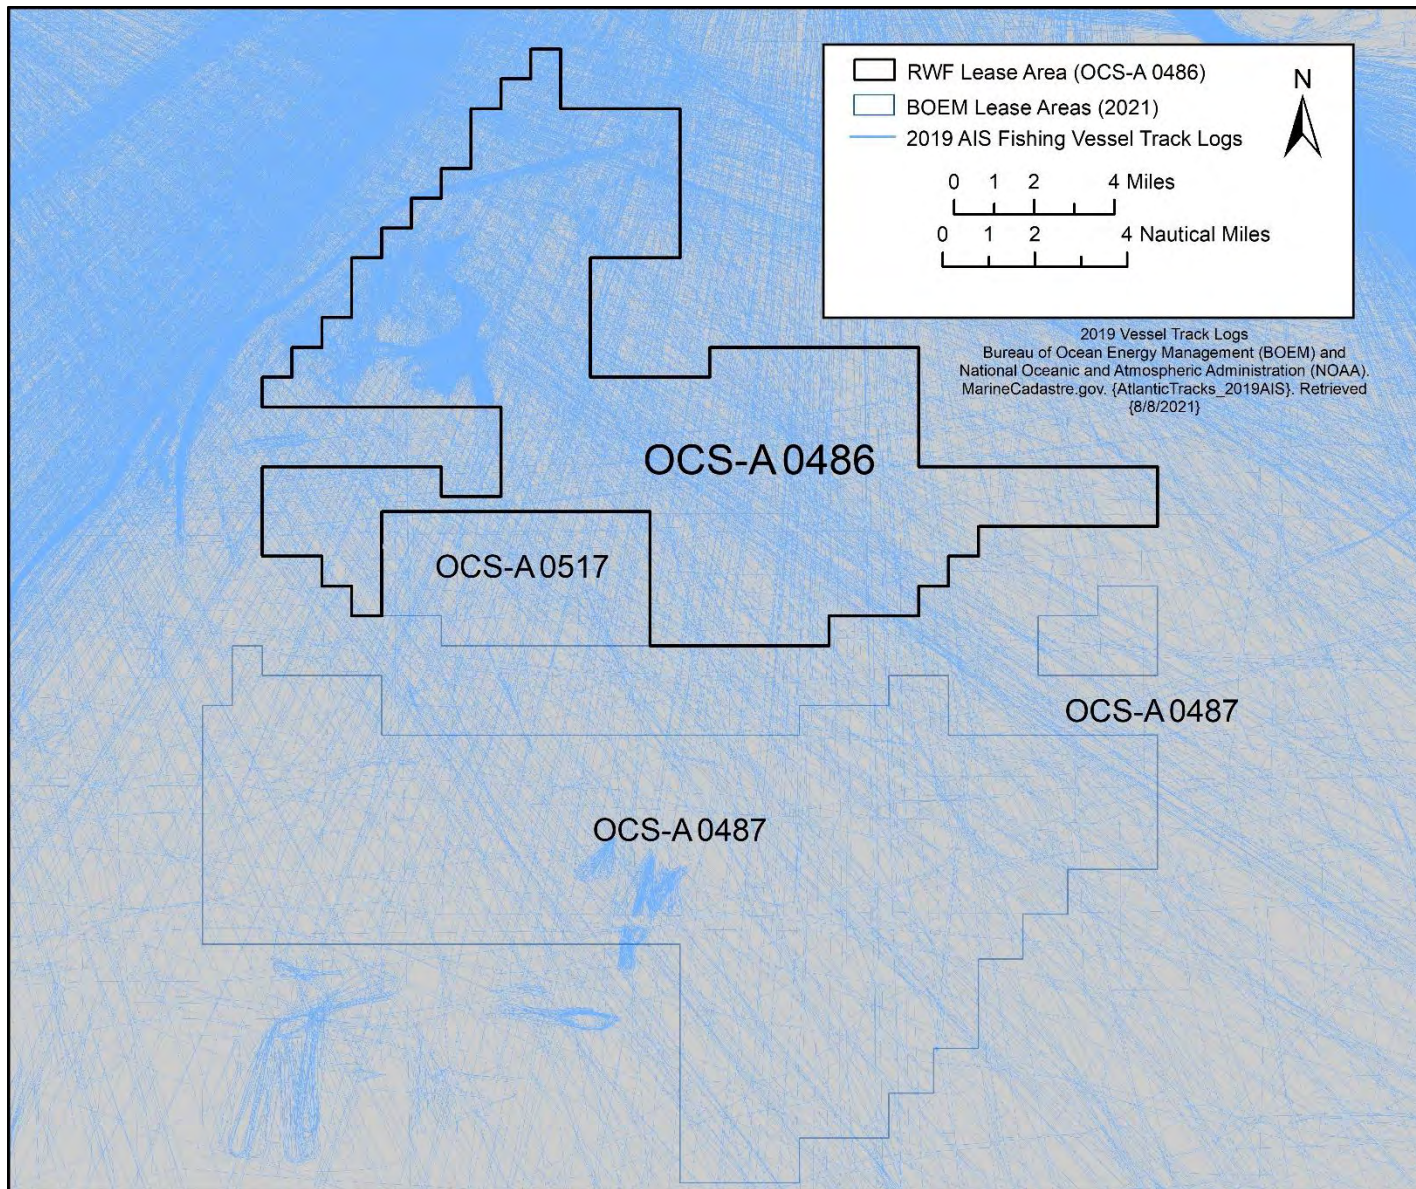 RWF Lease Area (OCS-A 0486)
BOEM Lease Areas (2021)
2019 AIS Fishing Vessel Track Logs
N
0 1 2 4 Miles
0 1 2 4 Nautical Miles
2019 Vessel Track Logs
Bureau of Ocean Energy Management (BOEM) and
National Oceanic and Atmospheric Administration (NOAA).
MarineCadastre.gov. {AtlanticTracks_2019AIS}. Retrieved
{8/8/2021}
OCS-A 0486
OCS-A 0517
OCS-A 0487
OCS-A 0487